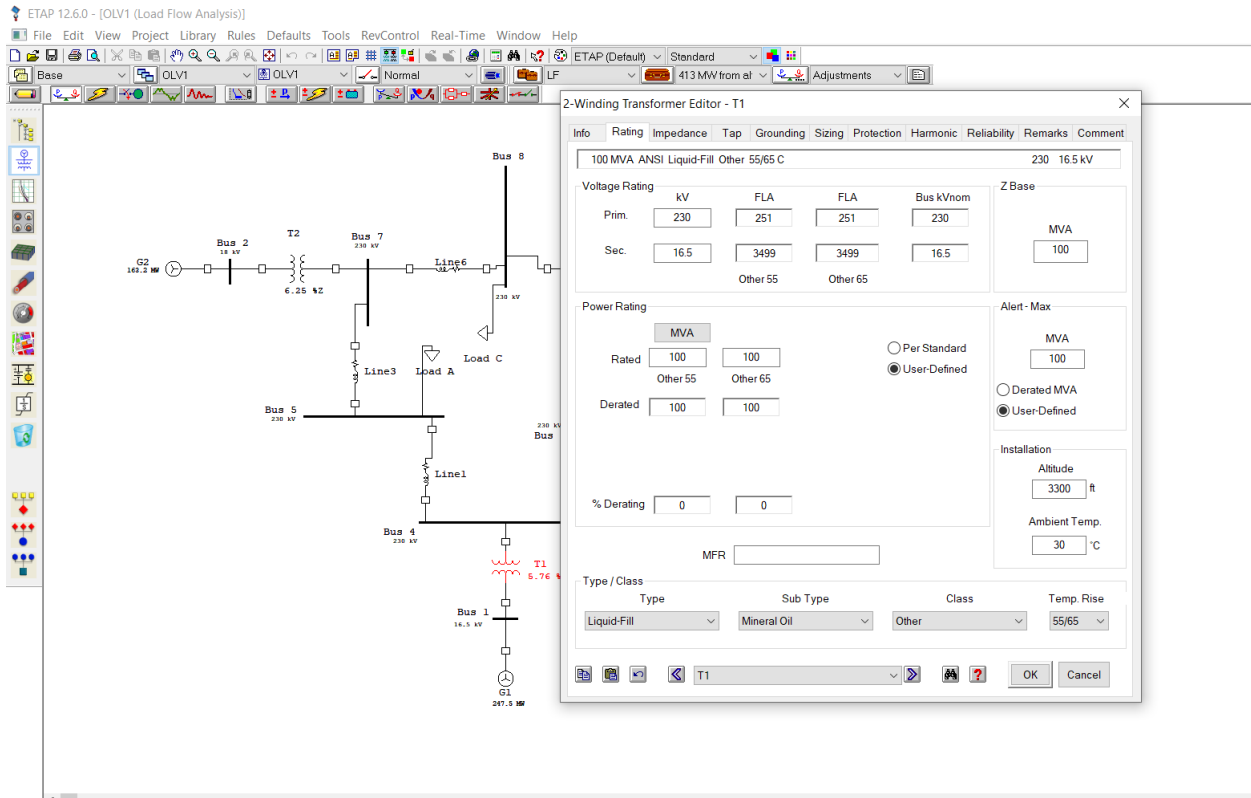 ETAP 12.6.0 - [OLV1 (Load Flow Analysis)]
File Edit View Project Library Rules Defaults Tools RevControl Real-Time Window Help
ETAP (Default) Standard
Base OLV1 OLV1 Normal LF 413 MW from al Adjustments
Bus 8
Bus 2
18 kV
T2
Bus 7
230 kV
G2
163.2 MW
Line6
6.25 %Z
230 kV
Load C
Line3
Load A
Bus 5
230 kV
230 kV
Bus
Line1
Bus 4
230 kV
T1
5.76 %
Bus 1
16.5 kV
G1
247.5 MW
2-Winding Transformer Editor - T1
Info Rating Impedance Tap Grounding Sizing Protection Harmonic Reliability Remarks Comment
100 MVA ANSI Liquid-Fill Other 55/65 C 230 16.5 kV
Voltage Rating
kV FLA FLA Bus kVnom
Prim. 230 251 251 230
Sec. 16.5 3499 3499 16.5
Other 55 Other 65
Z Base
MVA
100
Power Rating
MVA
Rated 100 100
Other 55 Other 65
Derated 100 100
Per Standard
User-Defined
% Derating 0 0
Alert - Max
MVA
100
Derated MVA
User-Defined
Installation
Altitude
3300 ft
Ambient Temp.
30 °C
MFR
Type / Class
Type Sub Type Class Temp. Rise
Liquid-Fill Mineral Oil Other 55/65
T1 OK Cancel